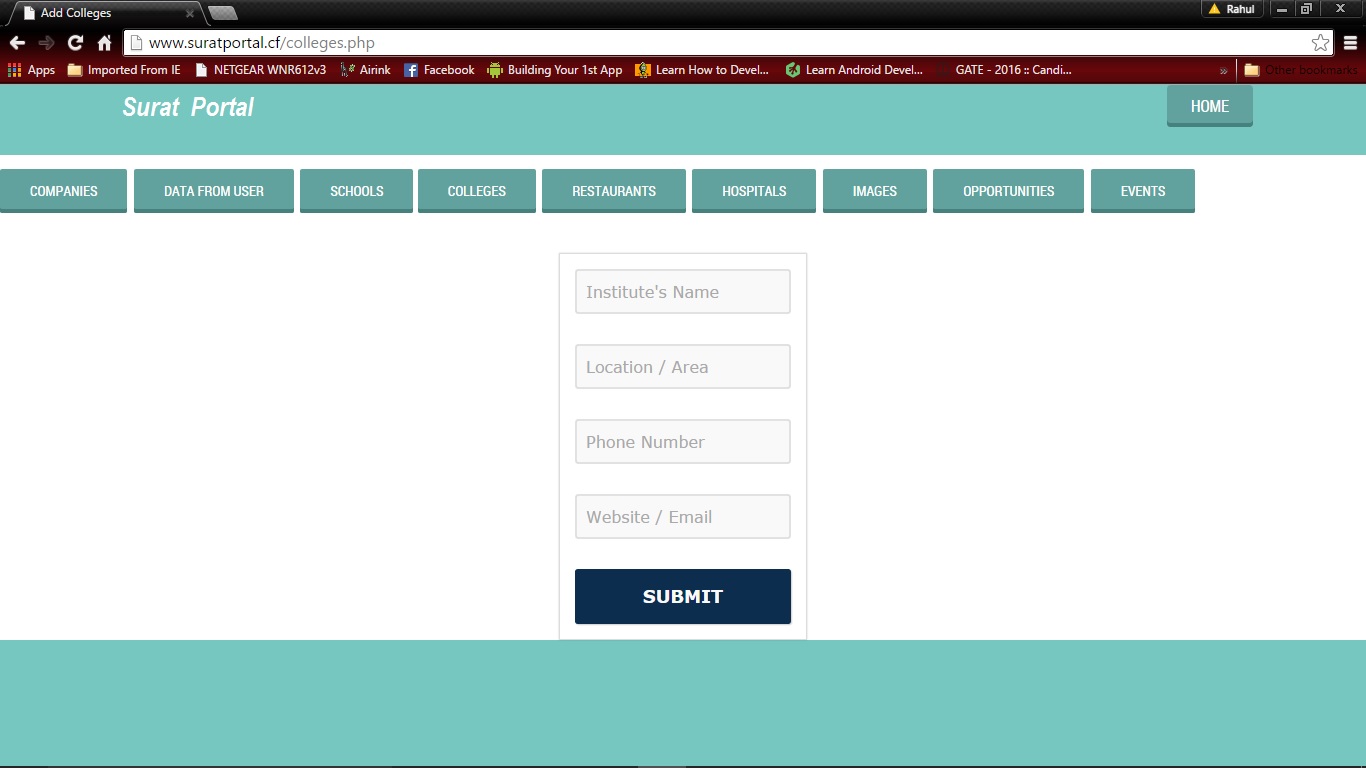 Add Colleges
Rahul
www.suratportal.cf/colleges.php
Apps Imported From IE NETGEAR WNR612v3 Airink Facebook Building Your 1st App Learn How to Devel... Learn Android Devel... GATE - 2016 :: Candi... » Other bookmarks
Surat Portal
HOME
COMPANIES DATA FROM USER SCHOOLS COLLEGES RESTAURANTS HOSPITALS IMAGES OPPORTUNITIES EVENTS
Institute's Name
Location / Area
Phone Number
Website / Email
SUBMIT